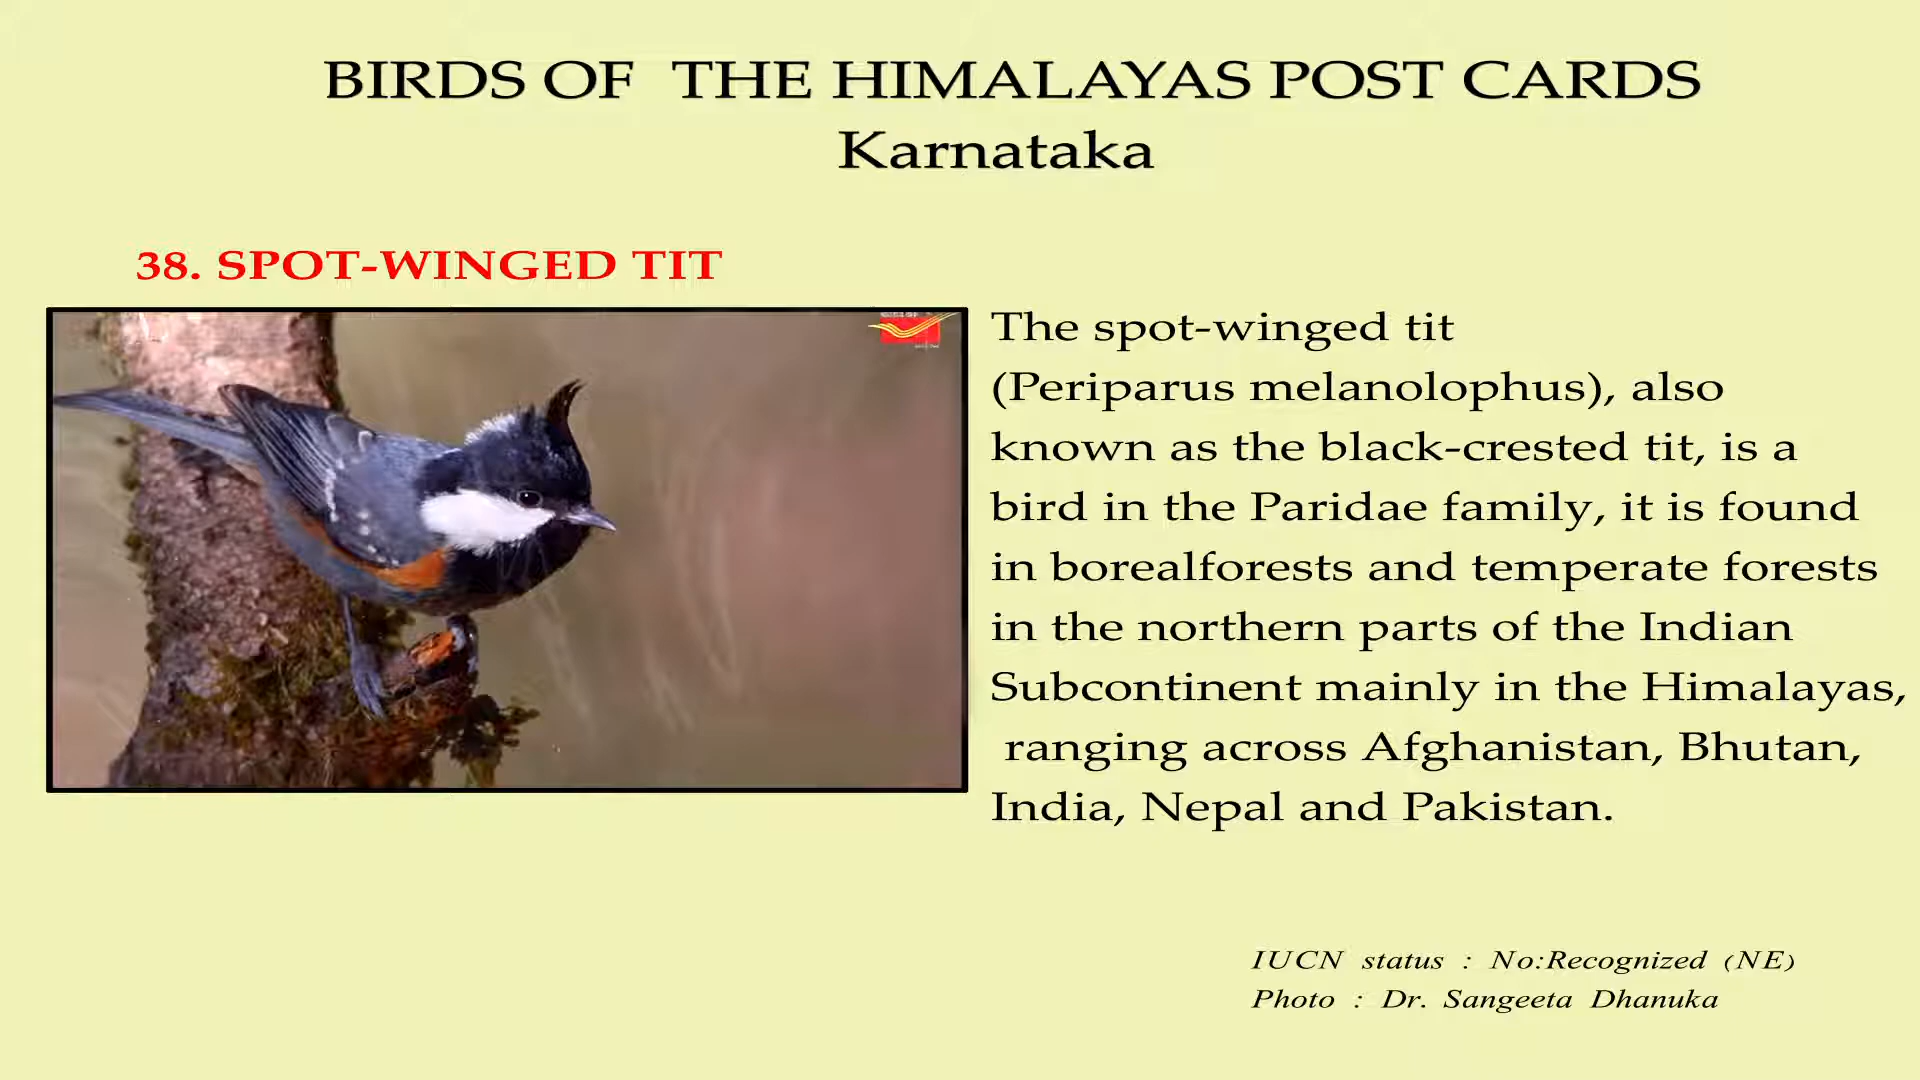 BIRDS OF THE HIMALAYAS POST CARDS
Karnataka
38. SPOT-WINGED TIT
The spot-winged tit
(Periparus melanolophus), also
known as the black-crested tit, is a
bird in the Paridae family, it is found
in borealforests and temperate forests
in the northern parts of the Indian
Subcontinent mainly in the Himalayas,
ranging across Afghanistan, Bhutan,
India, Nepal and Pakistan.
IUCN status : No:Recognized (NE)
Photo : Dr. Sangeeta Dhanuka